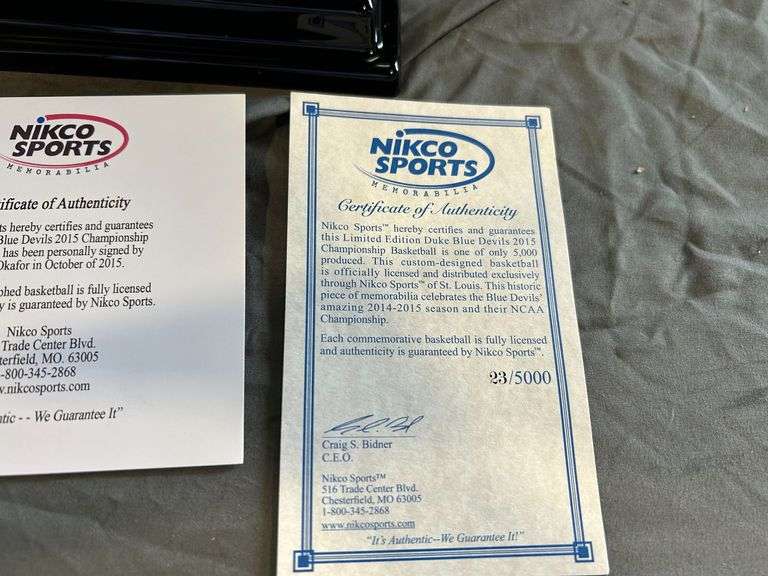 NIKCO
SPORTS
MEMORABILIA
Certificate of Authenticity
hereby certifies and guarantees
Blue Devils 2015 Championship
has been personally signed by
Okafor in October of 2015.
basketball is fully licensed
is guaranteed by Nikco Sports.
Nikco Sports
Trade Center Blvd.
Chesterfield, MO. 63005
-800-345-2868
.nikcosports.com
- - We Guarantee It”
NIKCO
SPORTS
MEMORABILIA
Certificate of Authenticity
Nikco Sports™ hereby certifies and guarantees
this Limited Edition Duke Blue Devils 2015
Championship Basketball is one of only 5,000
produced. This custom-designed basketball
is officially licensed and distributed exclusively
through Nikco Sports™ of St. Louis. This historic
piece of memorabilia celebrates the Blue Devils’
amazing 2014-2015 season and their NCAA
Championship.
Each commemorative basketball is fully licensed
and authenticity is guaranteed by Nikco Sports™.
23/5000
Craig S. Bidner
C.E.O.
Nikco Sports™
516 Trade Center Blvd.
Chesterfield, MO 63005
1-800-345-2868
www.nikcosports.com
“It's Authentic--We Guarantee It!”